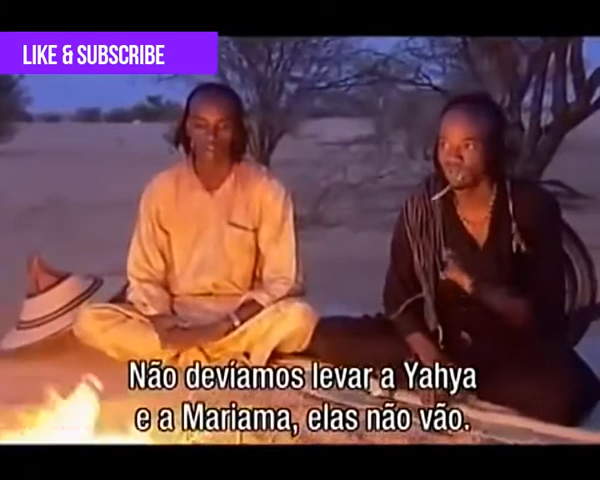 LIKE & SUBSCRIBE
Não devíamos levar a Yahya
e a Mariama, elas não vão.